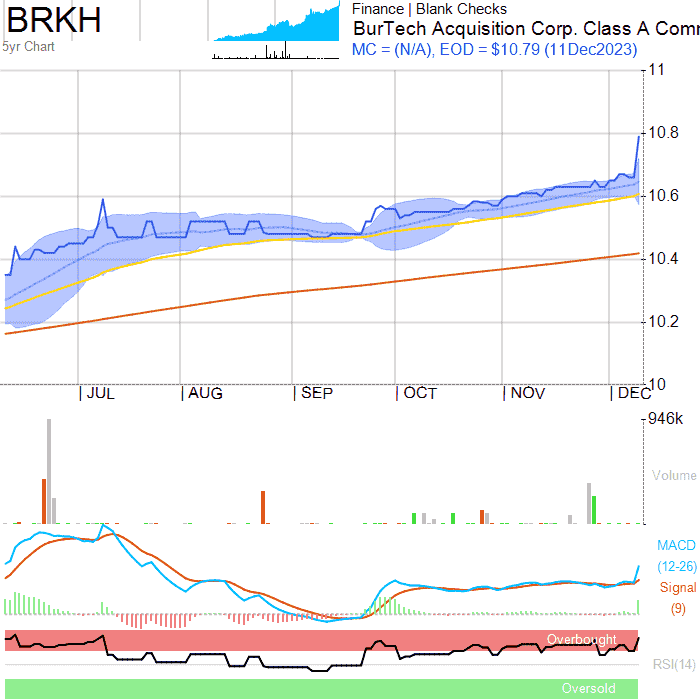 BRKH
5yr Chart
Finance | Blank Checks
BurTech Acquisition Corp. Class A Comm
MC = (N/A), EOD = $10.79 (11Dec2023)
11
10.8
10.6
10.4
10.2
10
| JUL
| AUG
| SEP
| OCT
| NOV
| DEC
946k
Volume
MACD
(12-26)
Signal
(9)
Overbought
RSI(14)
Oversold